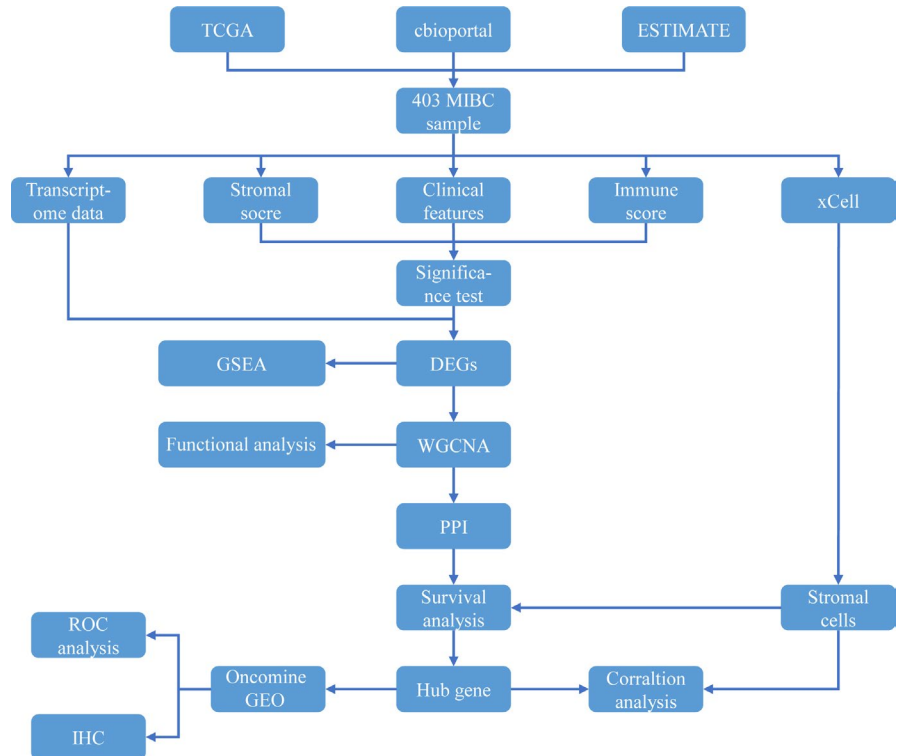 TCGA
cbioportal
ESTIMATE
403 MIBC
sample
Transcript-
ome data
Stromal
socre
Clinical
features
Immune
score
xCell
Significa-
nce test
GSEA
DEGs
Functional analysis
WGCNA
PPI
Survival
analysis
Stromal
cells
ROC
analysis
Oncomine
GEO
Hub gene
Corraltion
analysis
IHC